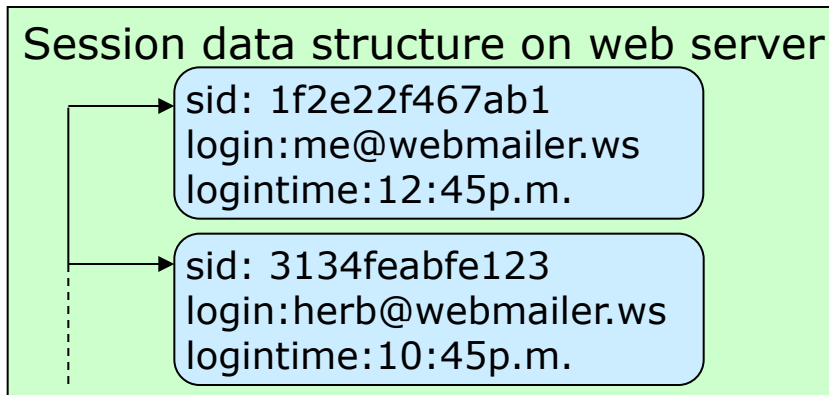 Session data structure on web server
sid: 1f2e22f467ab1
login:me@webmailer.ws
logintime:12:45p.m.
sid: 3134feabfe123
login:herb@webmailer.ws
logintime:10:45p.m.